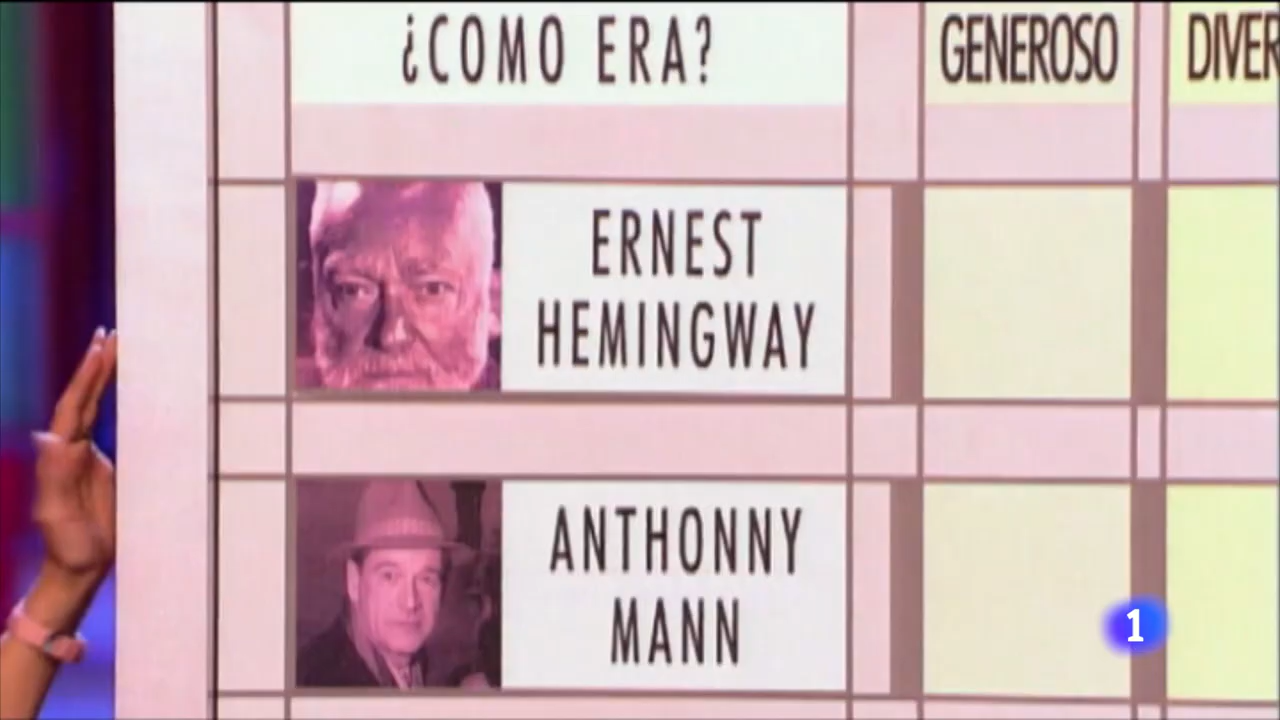 ¿COMO ERA?
GENEROSO
DIVER
ERNEST
HEMINGWAY
ANTHONNY
MANN
1